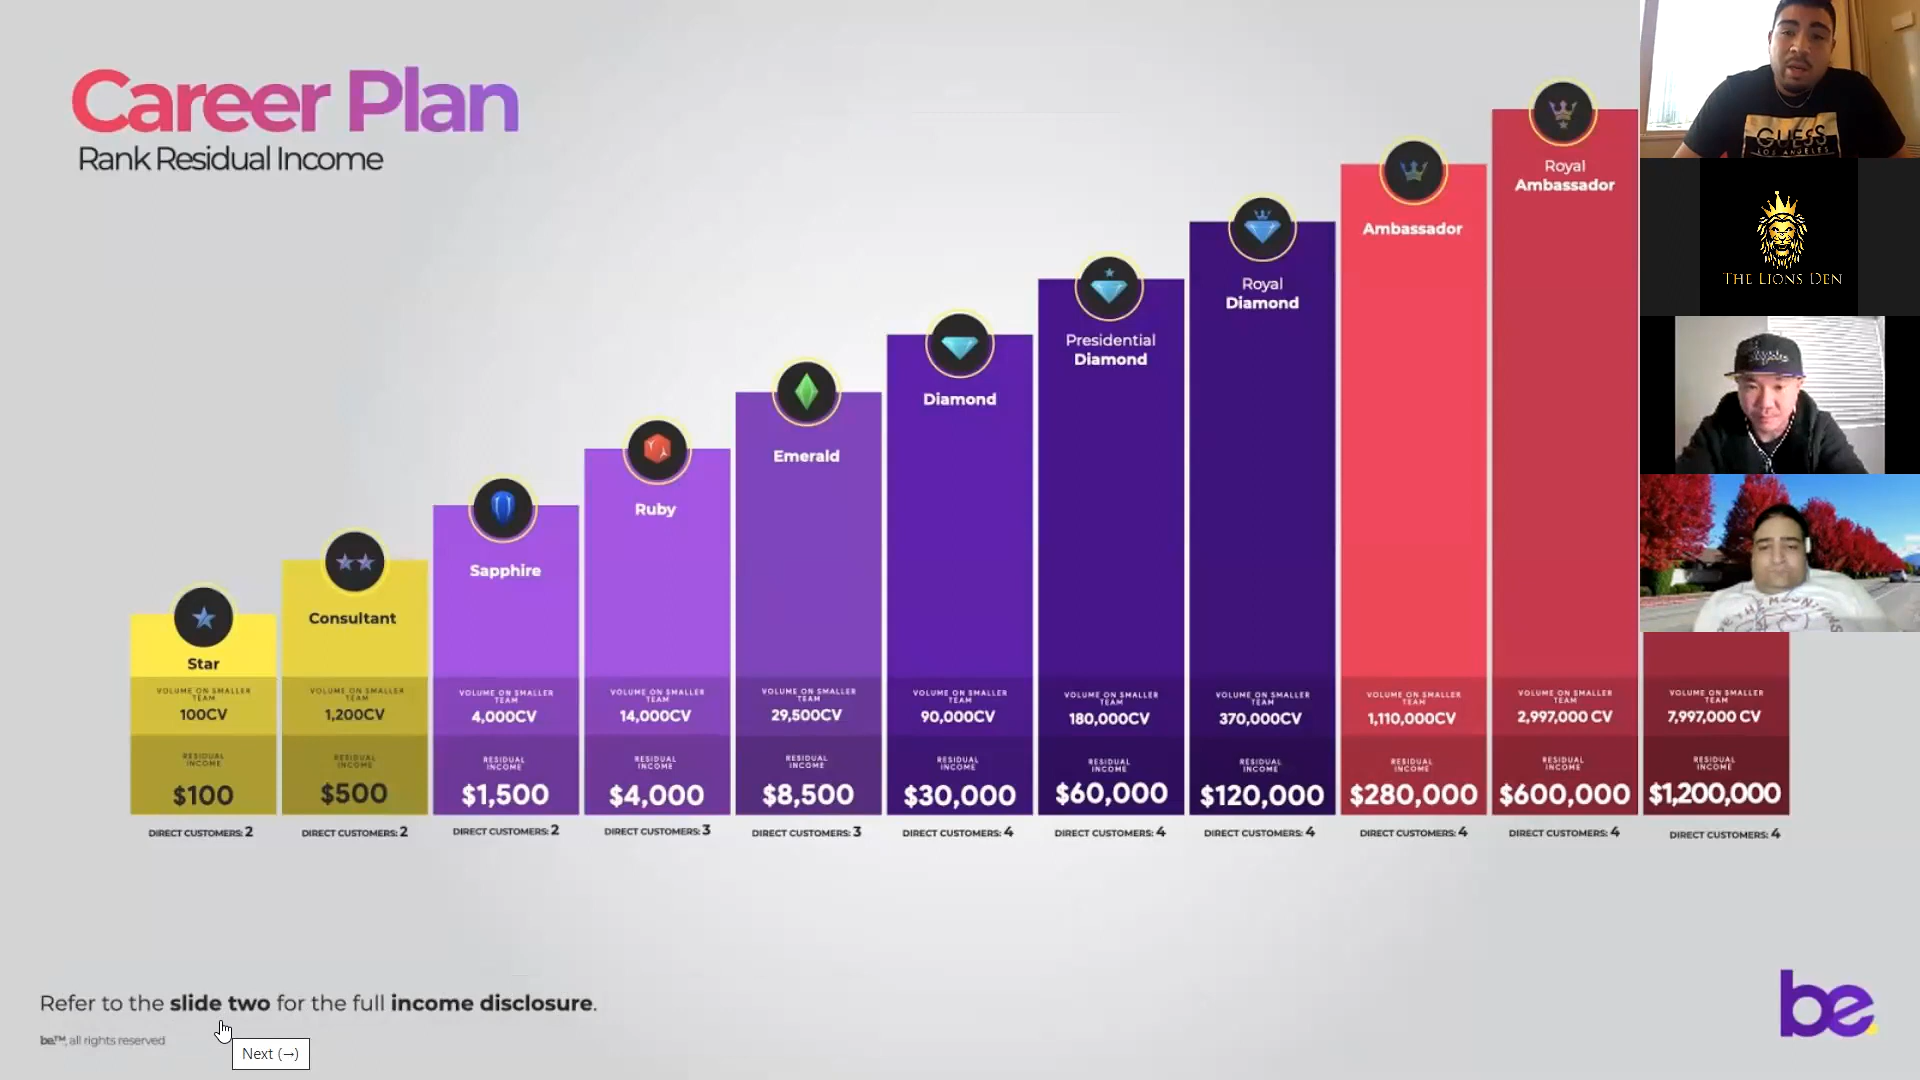 Career Plan
Rank Residual Income
Royal
Ambassador
Ambassador
Royal
Diamond
Presidential
Diamond
Diamond
Emerald
Ruby
Sapphire
Consultant
Star
VOLUME ON SMALLER
TEAM
100CV
RESIDUAL
INCOME
$100
DIRECT CUSTOMERS: 2
VOLUME ON SMALLER
TEAM
1,200CV
RESIDUAL
INCOME
$500
DIRECT CUSTOMERS: 2
VOLUME ON SMALLER
TEAM
4,000CV
RESIDUAL
INCOME
$1,500
DIRECT CUSTOMERS: 2
VOLUME ON SMALLER
TEAM
14,000CV
RESIDUAL
INCOME
$4,000
DIRECT CUSTOMERS: 3
VOLUME ON SMALLER
TEAM
29,500CV
RESIDUAL
INCOME
$8,500
DIRECT CUSTOMERS: 3
VOLUME ON SMALLER
TEAM
90,000CV
RESIDUAL
INCOME
$30,000
DIRECT CUSTOMERS: 4
VOLUME ON SMALLER
TEAM
180,000CV
RESIDUAL
INCOME
$60,000
DIRECT CUSTOMERS: 4
VOLUME ON SMALLER
TEAM
370,000CV
RESIDUAL
INCOME
$120,000
DIRECT CUSTOMERS: 4
VOLUME ON SMALLER
TEAM
1,110,000CV
RESIDUAL
INCOME
$280,000
DIRECT CUSTOMERS: 4
VOLUME ON SMALLER
TEAM
2,997,000 CV
RESIDUAL
INCOME
$600,000
DIRECT CUSTOMERS: 4
VOLUME ON SMALLER
TEAM
7,997,000 CV
RESIDUAL
INCOME
$1,200,000
DIRECT CUSTOMERS: 4
GUESS
LOS ANGELES
THE LIONS DEN
Refer to the slide two for the full income disclosure.
be.™, all rights reserved
Next (→)
be.